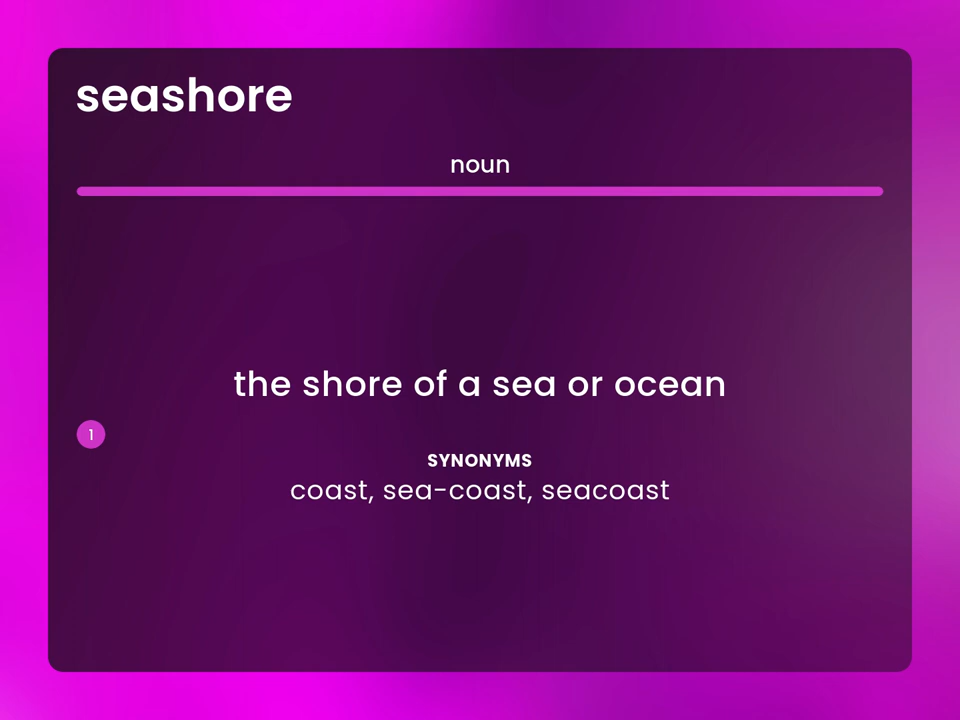 seashore
noun
the shore of a sea or ocean
1
SYNONYMS
coast, sea-coast, seacoast